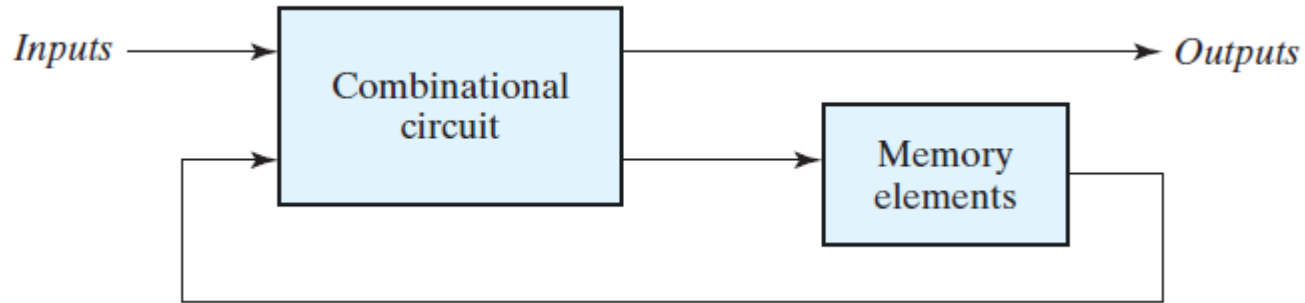 Inputs
Combinational
circuit
Outputs
Memory
elements